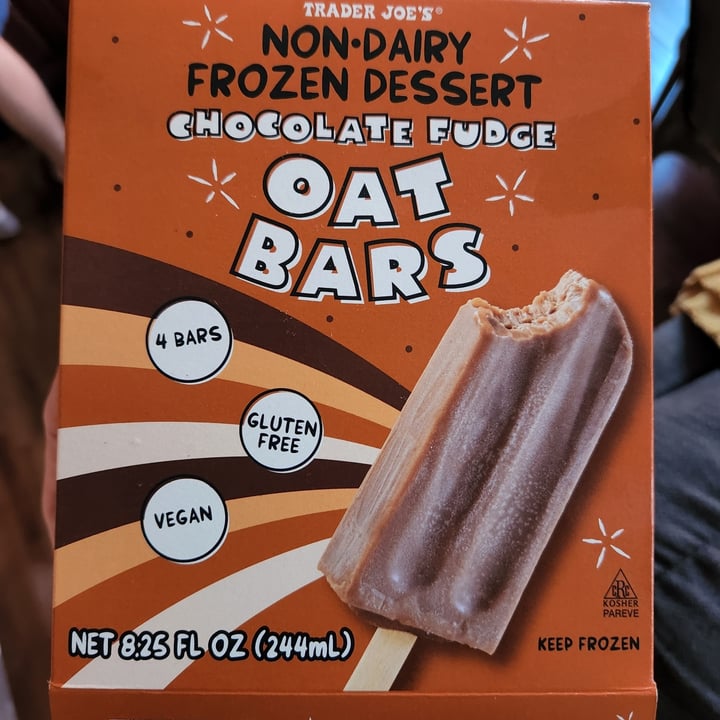 TRADER JOE'S®
NON•DAIRY
FROZEN DESSERT
CHOCOLATE FUDGE
OAT
BARS
4 BARS
GLUTEN
FREE
VEGAN
CRC
KOSHER
PAREVE
NET 8.25 FL OZ (244mL)
KEEP FROZEN